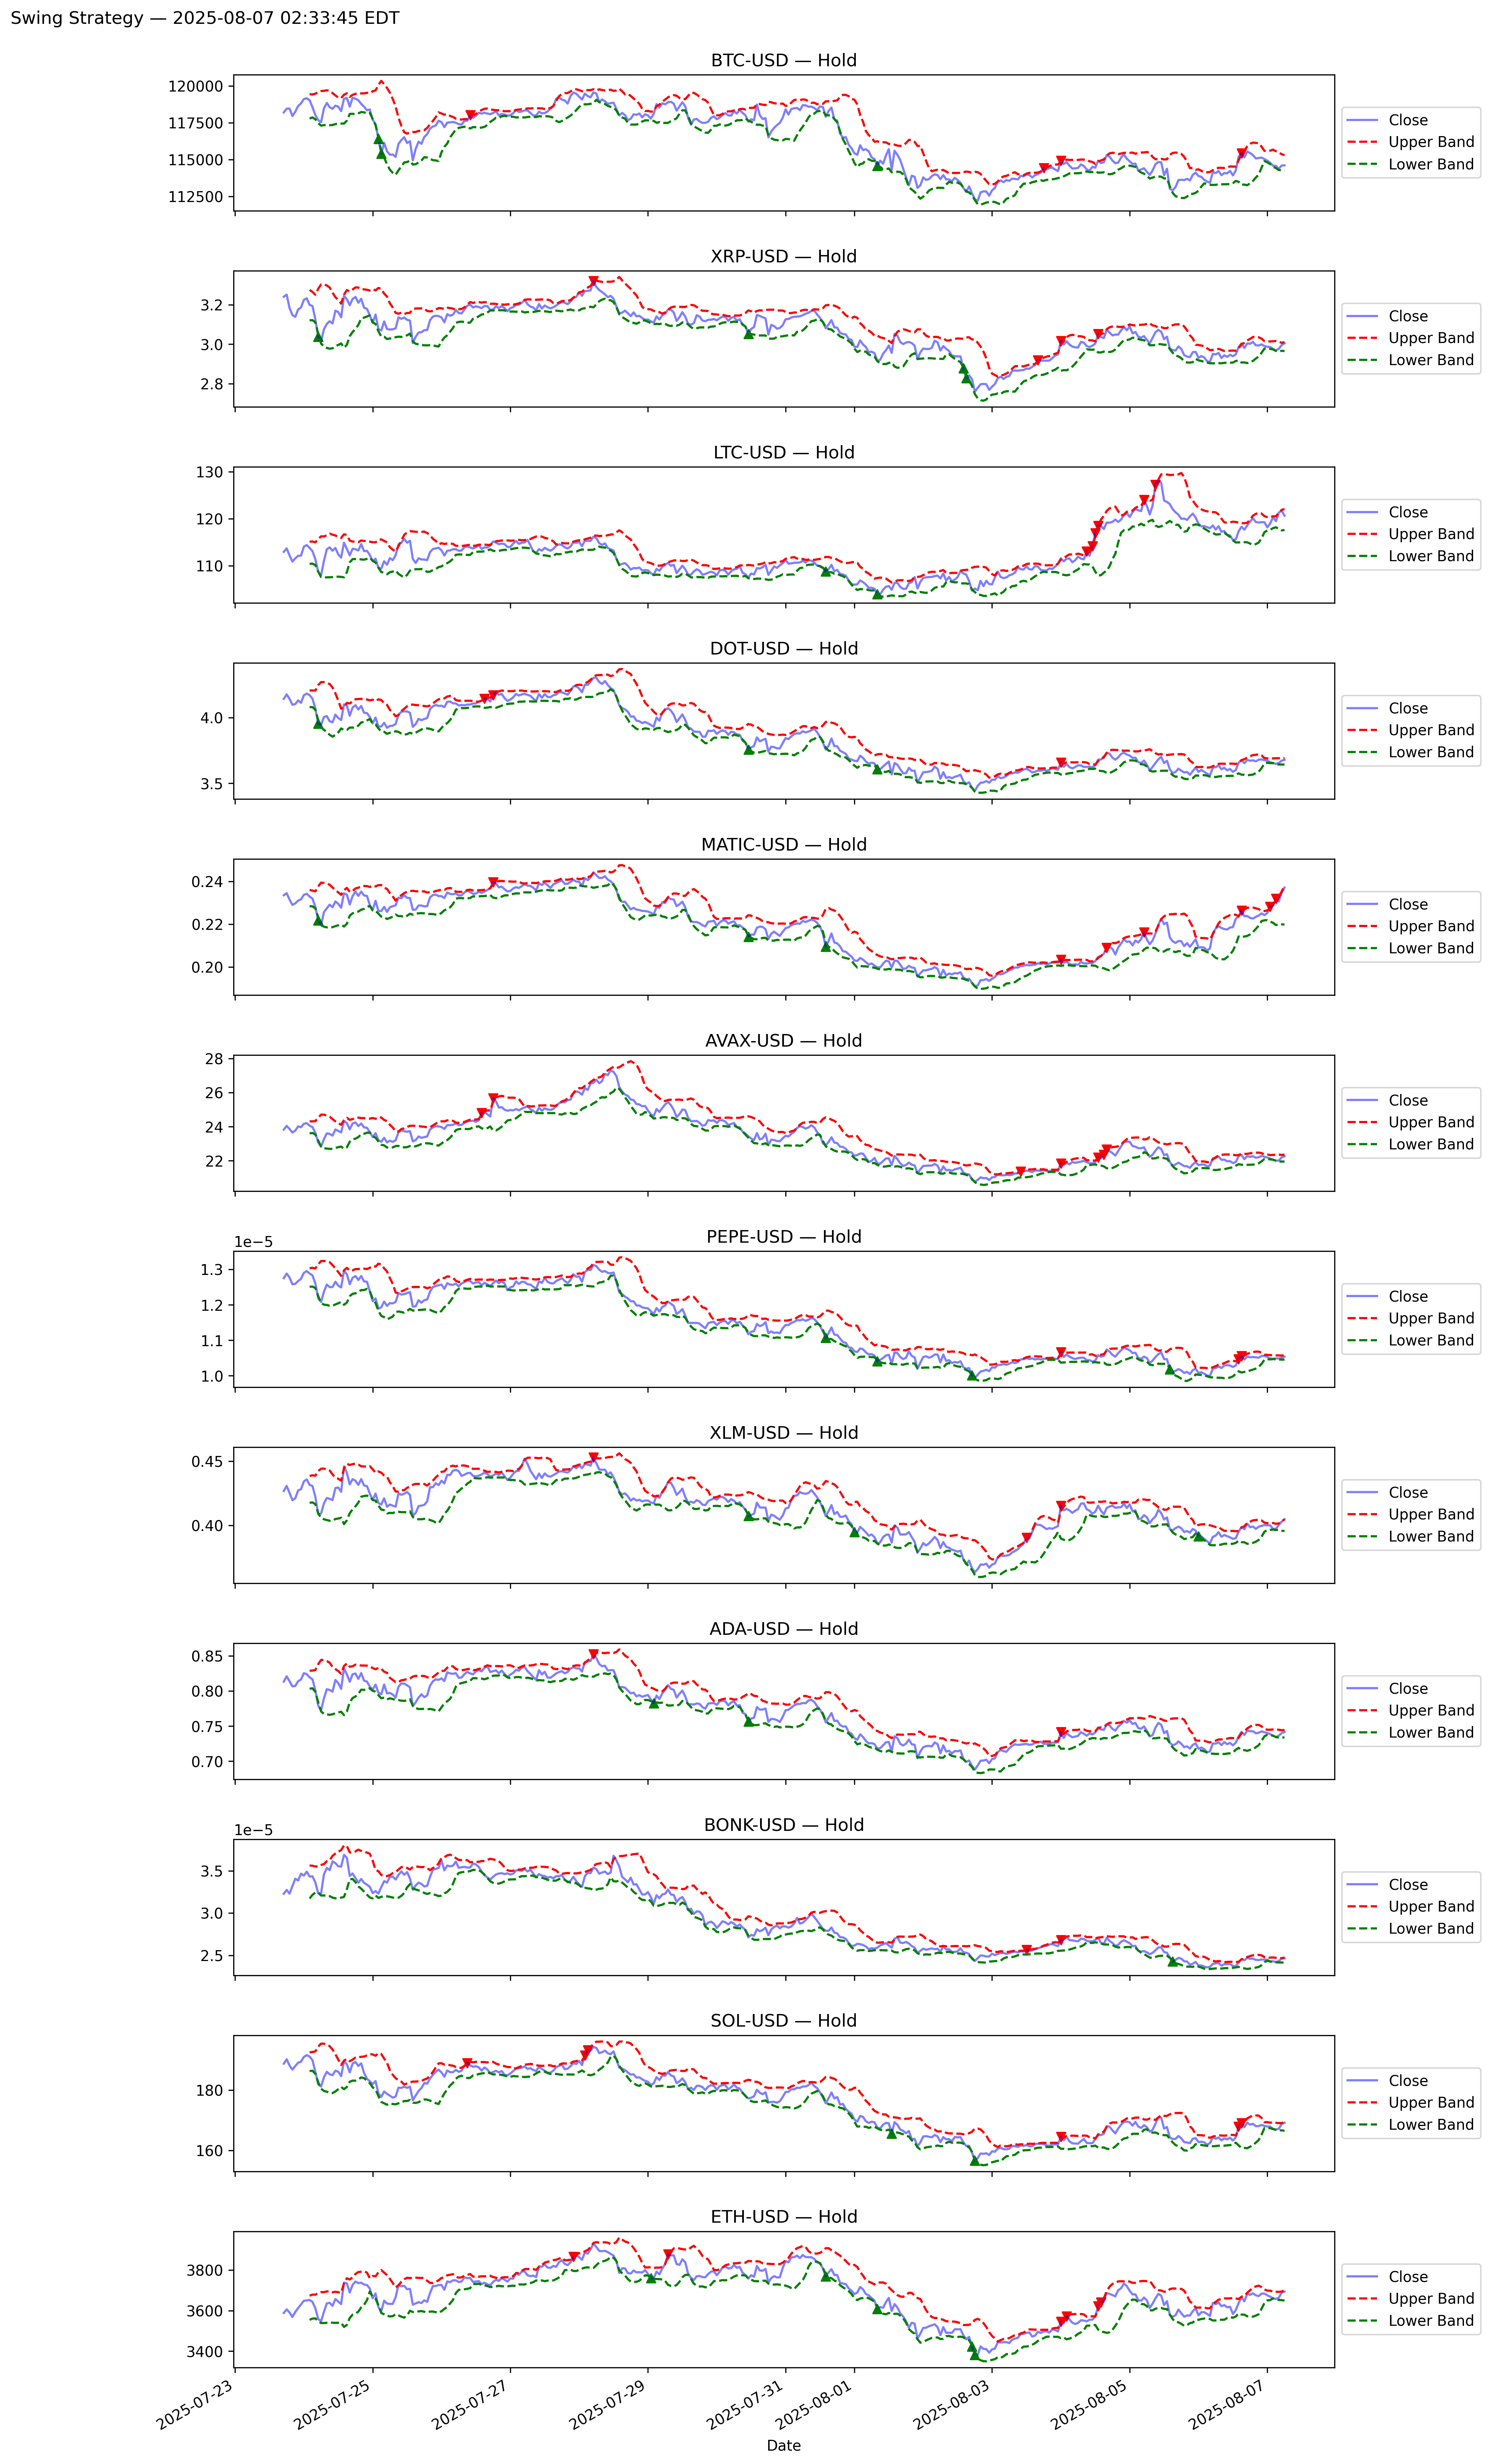 Swing Strategy — 2025-08-07 02:33:45 EDT
BTC-USD — Hold
120000
117500
115000
112500
Close
Upper Band
Lower Band
XRP-USD — Hold
3.2
3.0
2.8
Close
Upper Band
Lower Band
LTC-USD — Hold
130
120
110
Close
Upper Band
Lower Band
DOT-USD — Hold
4.0
3.5
Close
Upper Band
Lower Band
MATIC-USD — Hold
0.24
0.22
0.20
Close
Upper Band
Lower Band
AVAX-USD — Hold
28
26
24
22
Close
Upper Band
Lower Band
PEPE-USD — Hold
1e−5
1.3
1.2
1.1
1.0
Close
Upper Band
Lower Band
XLM-USD — Hold
0.45
0.40
Close
Upper Band
Lower Band
ADA-USD — Hold
0.85
0.80
0.75
0.70
Close
Upper Band
Lower Band
BONK-USD — Hold
1e−5
3.5
3.0
2.5
Close
Upper Band
Lower Band
SOL-USD — Hold
180
160
Close
Upper Band
Lower Band
ETH-USD — Hold
3800
3600
3400
Close
Upper Band
Lower Band
2025-07-23
2025-07-25
2025-07-27
2025-07-29
2025-07-31
2025-08-01
2025-08-03
2025-08-05
2025-08-07
Date